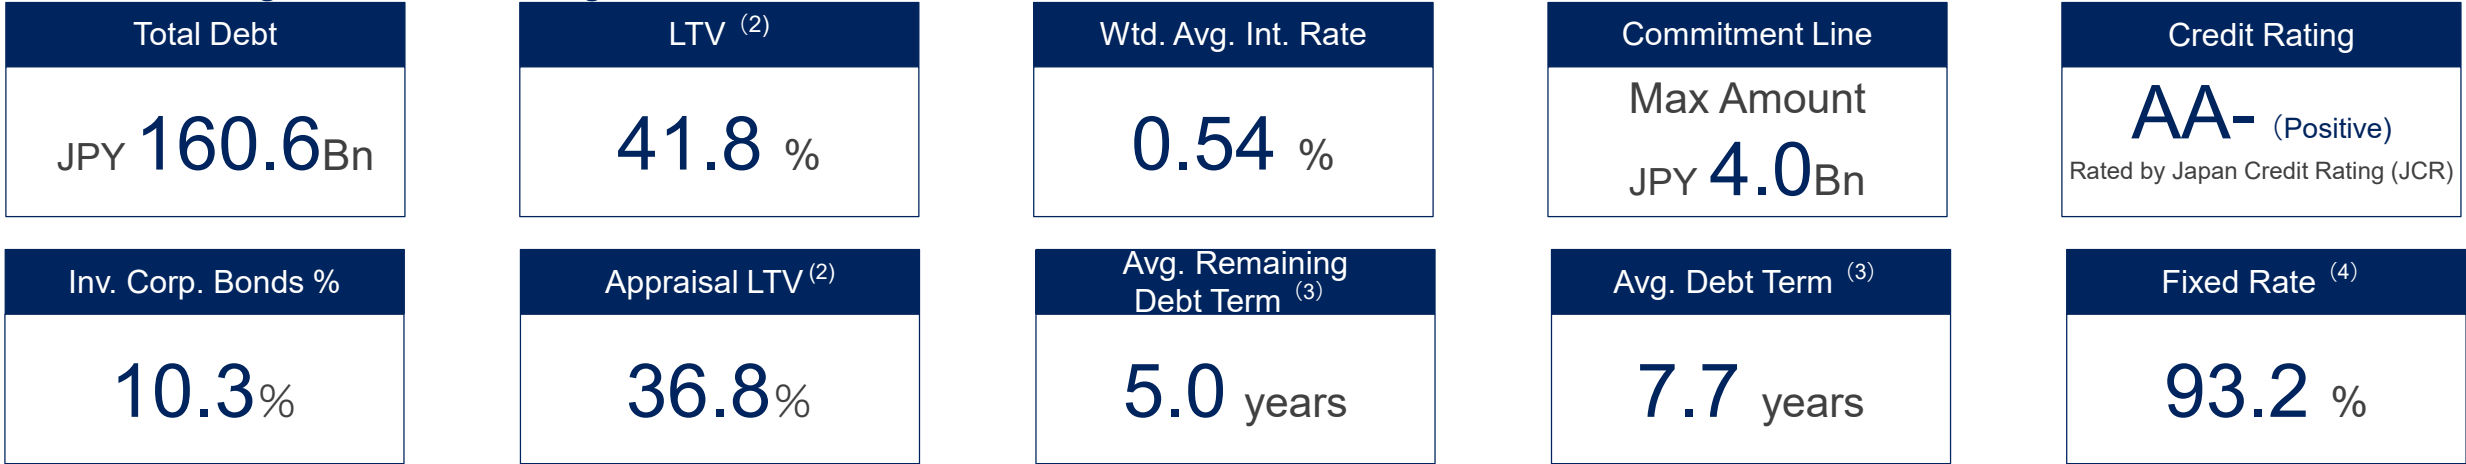 Total Debt
LTV (2)
Wtd. Avg. Int. Rate
Commitment Line
Credit Rating
JPY 160.6Bn
41.8 %
0.54 %
Max Amount
JPY 4.0Bn
AA- (Positive)
Rated by Japan Credit Rating (JCR)
Inv. Corp. Bonds %
Appraisal LTV (2)
Avg. Remaining
Debt Term (3)
Avg. Debt Term (3)
Fixed Rate (4)
10.3%
36.8%
5.0 years
7.7 years
93.2 %